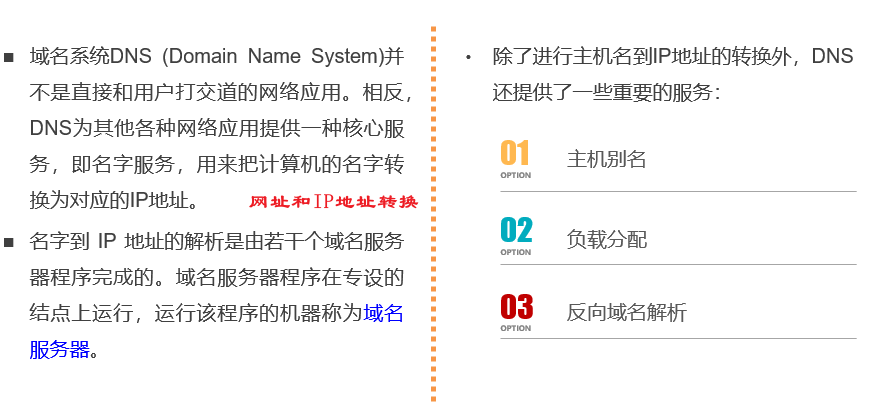 ■ 域名系统DNS (Domain Name System)并
不是直接和用户打交道的网络应用。相反，
DNS为其他各种网络应用提供一种核心服
务，即名字服务，用来把计算机的名字转
换为对应的IP地址。 网址和IP地址转换
■ 名字到 IP 地址的解析是由若干个域名服务
器程序完成的。域名服务器程序在专设的
结点上运行，运行该程序的机器称为域名
服务器。
• 除了进行主机名到IP地址的转换外，DNS
还提供了一些重要的服务：
01 主机别名
OPTION
02 负载分配
OPTION
03 反向域名解析
OPTION